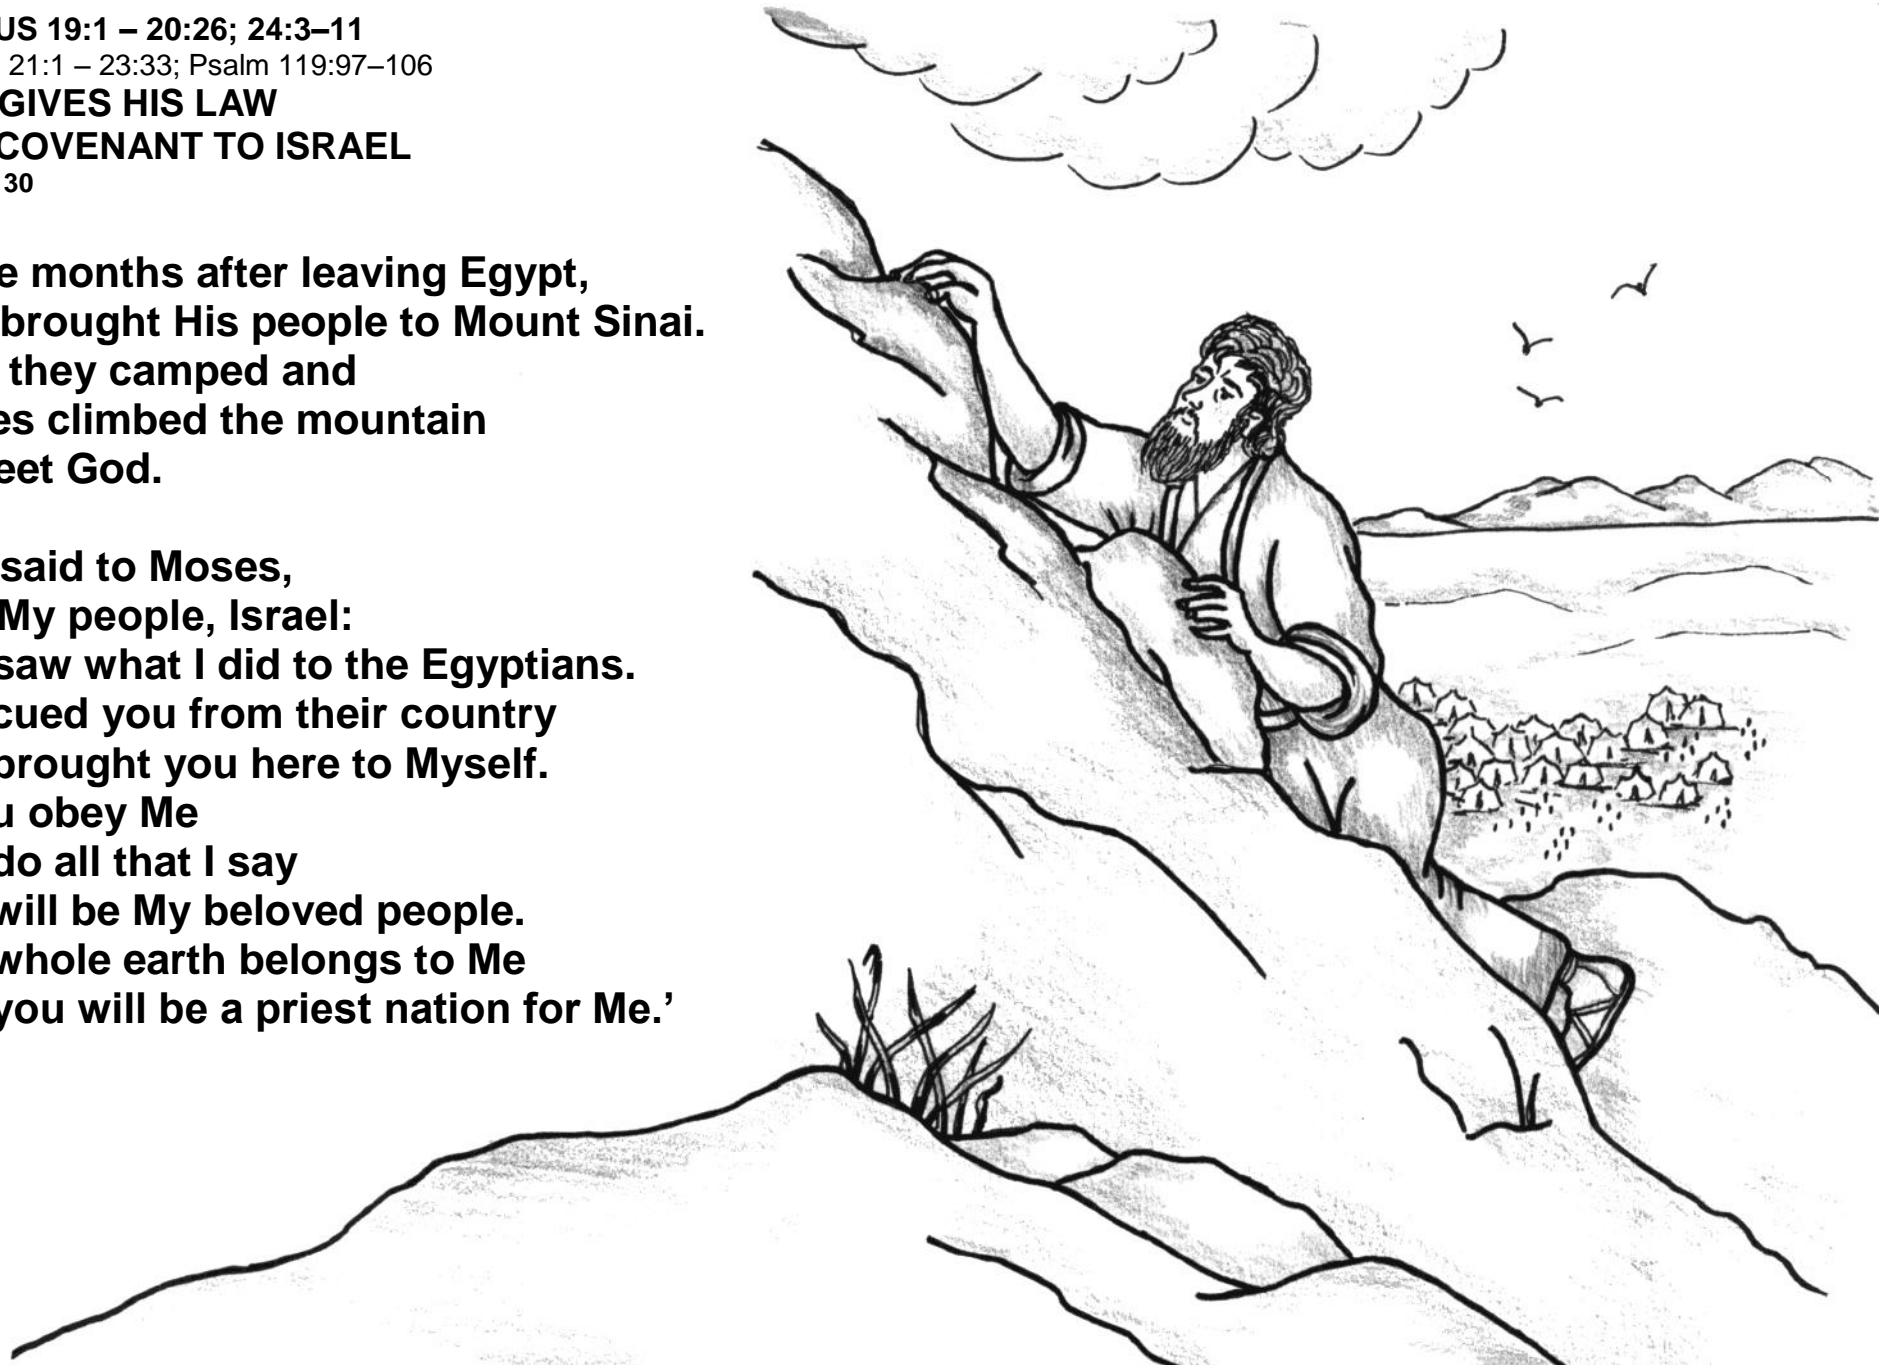 US 19:1 – 20:26; 24:3–11
21:1 – 23:33; Psalm 119:97–106
GIVES HIS LAW
COVENANT TO ISRAEL
30
e months after leaving Egypt,
brought His people to Mount Sinai.
they camped and
es climbed the mountain
eet God.
said to Moses,
My people, Israel:
saw what I did to the Egyptians.
cued you from their country
brought you here to Myself.
u obey Me
do all that I say
will be My beloved people.
whole earth belongs to Me
you will be a priest nation for Me.’